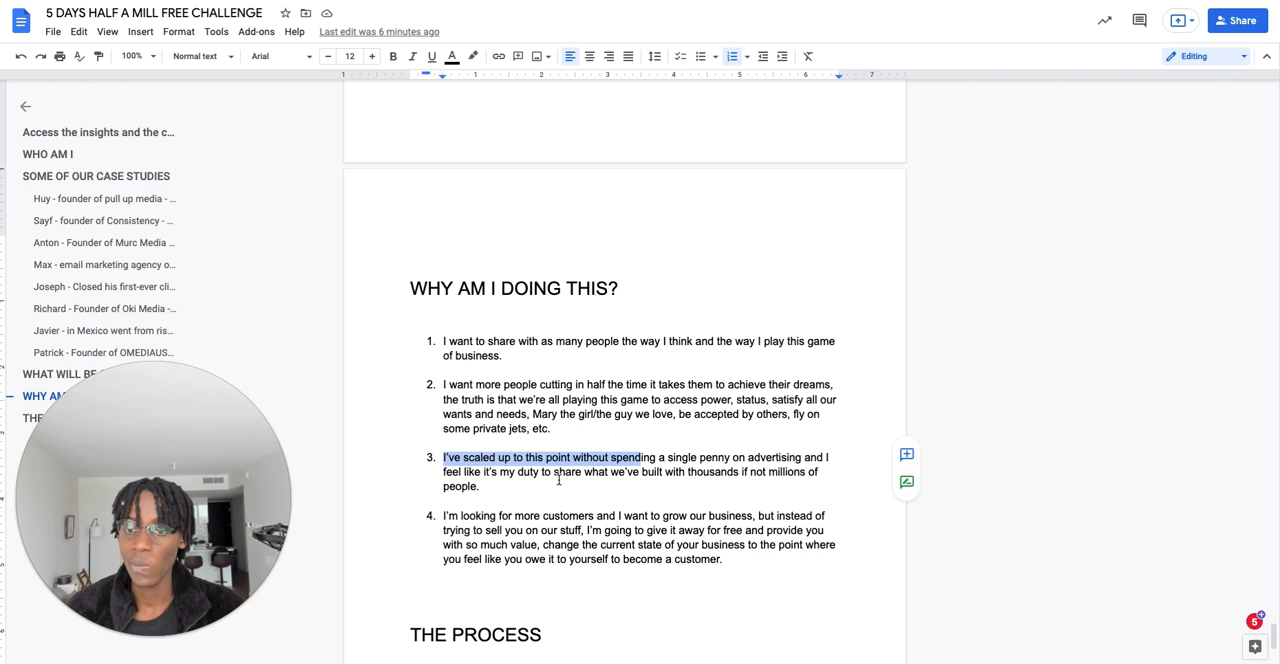 5 DAYS HALF A MILL FREE CHALLENGE
File Edit View Insert Format Tools Add-ons Help Last edit was 6 minutes ago
Share
100% Normal text Arial 12 Editing
1 1 2 3 4 5 6 7
Access the insights and the c...
WHO AM I
SOME OF OUR CASE STUDIES
Huy - founder of pull up media - ...
Sayf - founder of Consistency - ...
Anton - Founder of Murc Media ...
Max - email marketing agency o...
Joseph - Closed his first-ever cli...
Richard - Founder of Oki Media -...
Javier - in Mexico went from ris...
Patrick - Founder of OMEDIAUS...
WHAT WILL BE
WHY AM
THE
WHY AM I DOING THIS?
1. I want to share with as many people the way I think and the way I play this game
of business.
2. I want more people cutting in half the time it takes them to achieve their dreams,
the truth is that we're all playing this game to access power, status, satisfy all our
wants and needs, Mary the girl/the guy we love, be accepted by others, fly on
some private jets, etc.
3. I've scaled up to this point without spending a single penny on advertising and I
feel like it's my duty to share what we've built with thousands if not millions of
people.
4. I'm looking for more customers and I want to grow our business, but instead of
trying to sell you on our stuff, I'm going to give it away for free and provide you
with so much value, change the current state of your business to the point where
you feel like you owe it to yourself to become a customer.
THE PROCESS
5